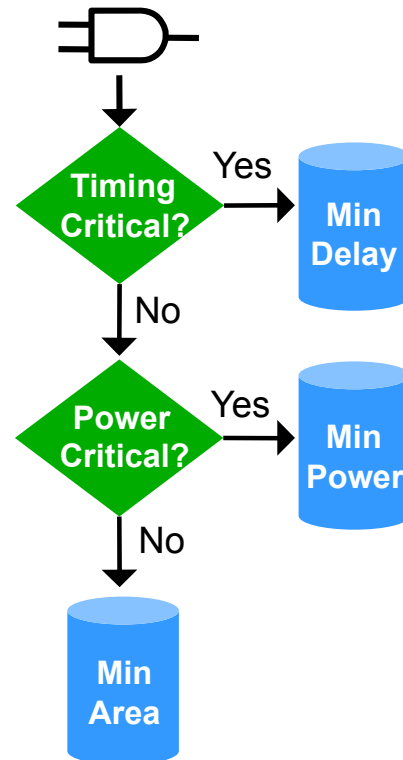 Timing
Critical?
Yes
Min
Delay
No
Power
Critical?
Yes
Min
Power
No
Min
Area